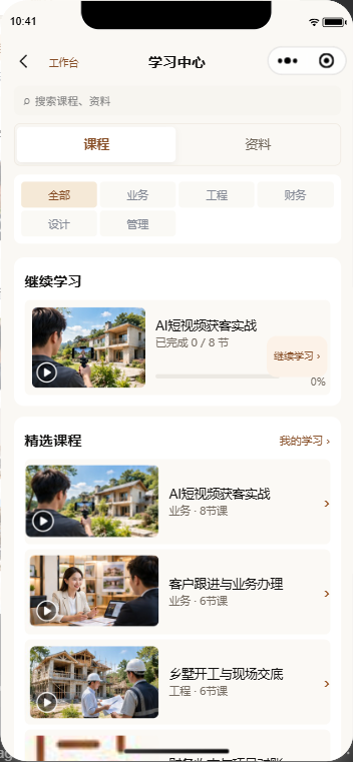 10:41
工作台
学习中心
搜索课程、资料
课程
资料
全部
业务
工程
财务
设计
管理
继续学习
AI短视频获客实战
已完成 0 / 8 节
继续学习 ›
0%
精选课程
我的学习 ›
AI短视频获客实战
业务 · 8节课
客户跟进与业务办理
业务 · 6节课
乡墅开工与现场交底
工程 · 6节课